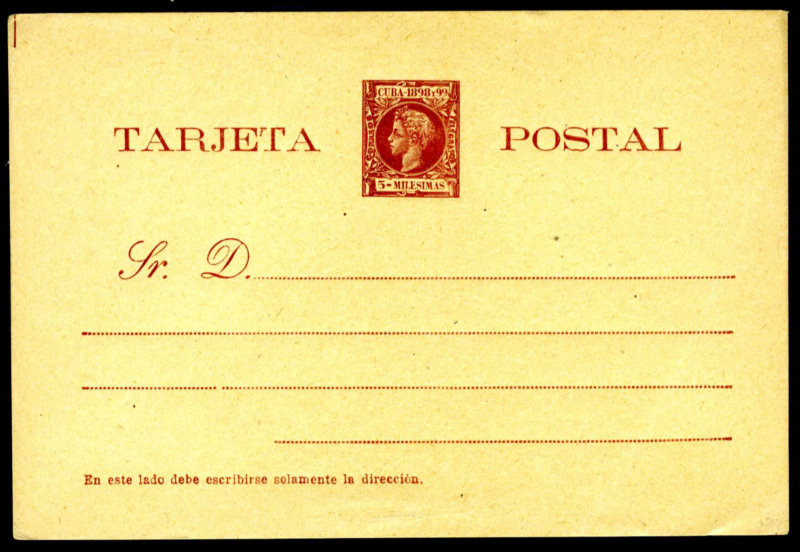 CUBA-1898 Y 99
TARJETA POSTAL
5-MILESIMAS
Sr. D.
En este lado debe escribirse solamente la dirección.